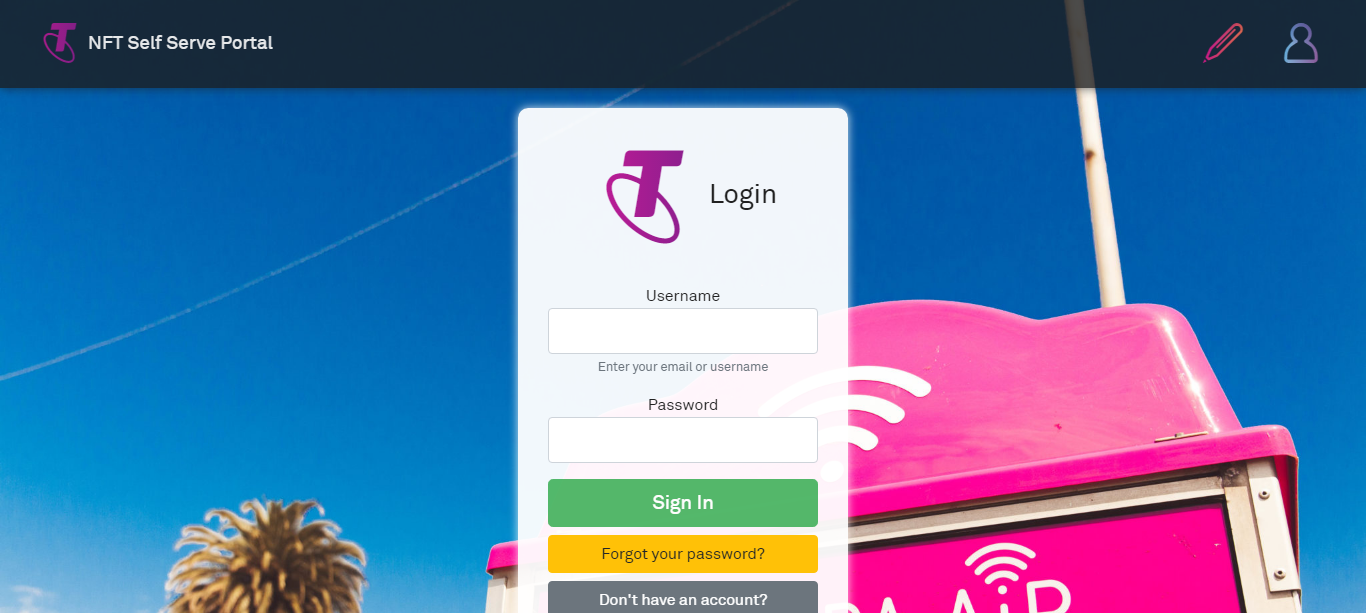 NFT Self Serve Portal
Login
Username
Enter your email or username
Password
Sign In
Forgot your password?
Don't have an account?